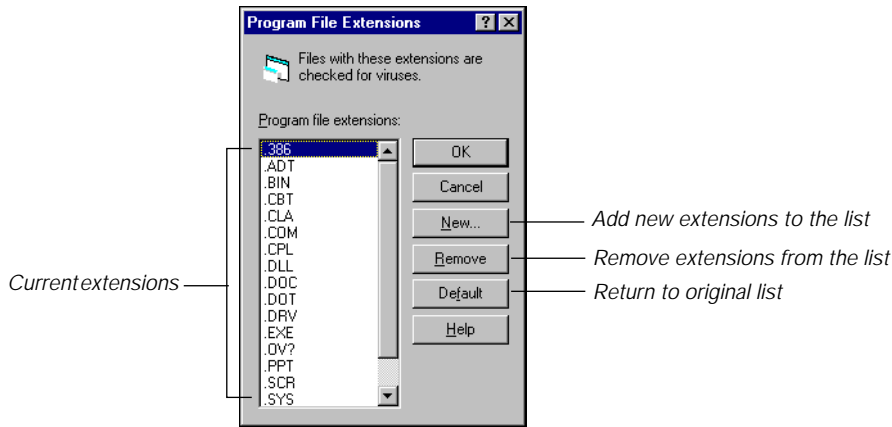 Program File Extensions
Files with these extensions are
checked for viruses.
Program file extensions:
.386
.ADT
.BIN
.CBT
.CLA
.COM
.CPL
.DLL
.DOC
.DOT
.DRV
.EXE
.OV?
.PPT
.SCR
.SYS
OK
Cancel
New...
Remove
Default
Help
Current extensions
Add new extensions to the list
Remove extensions from the list
Return to original list